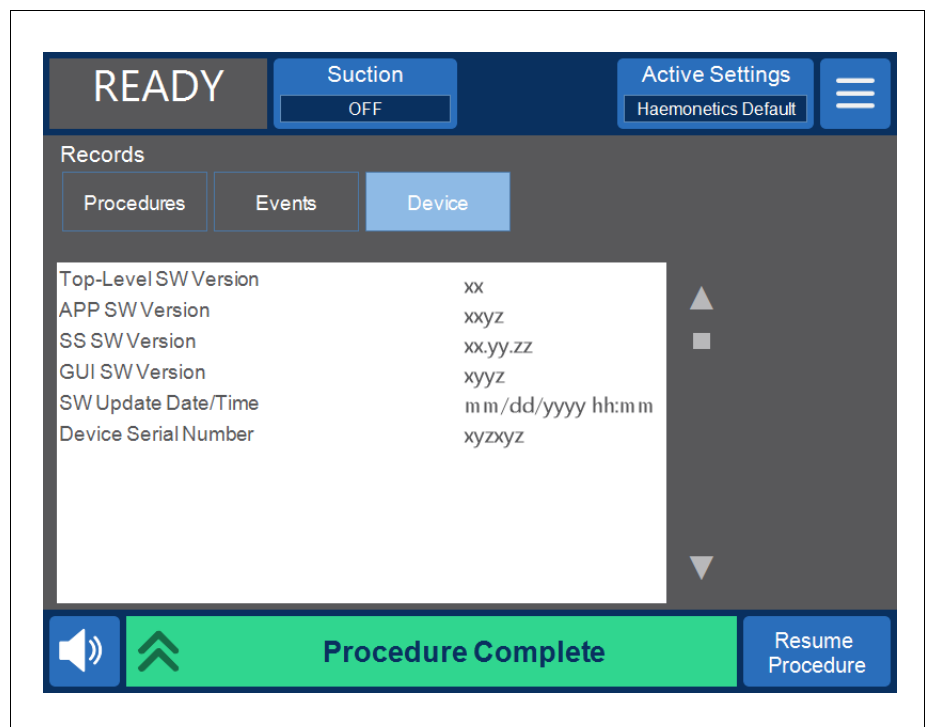 READY
Suction
OFF
Active Settings
Haemonetics Default
Records
Procedures
Events
Device
Top-Level SW Version xx
APP SW Version xxyz
SS SW Version xx.yy.zz
GUI SW Version xyyz
SW Update Date/Time mm/dd/yyyy hh:mm
Device Serial Number xyzxyz
Procedure Complete
Resume
Procedure